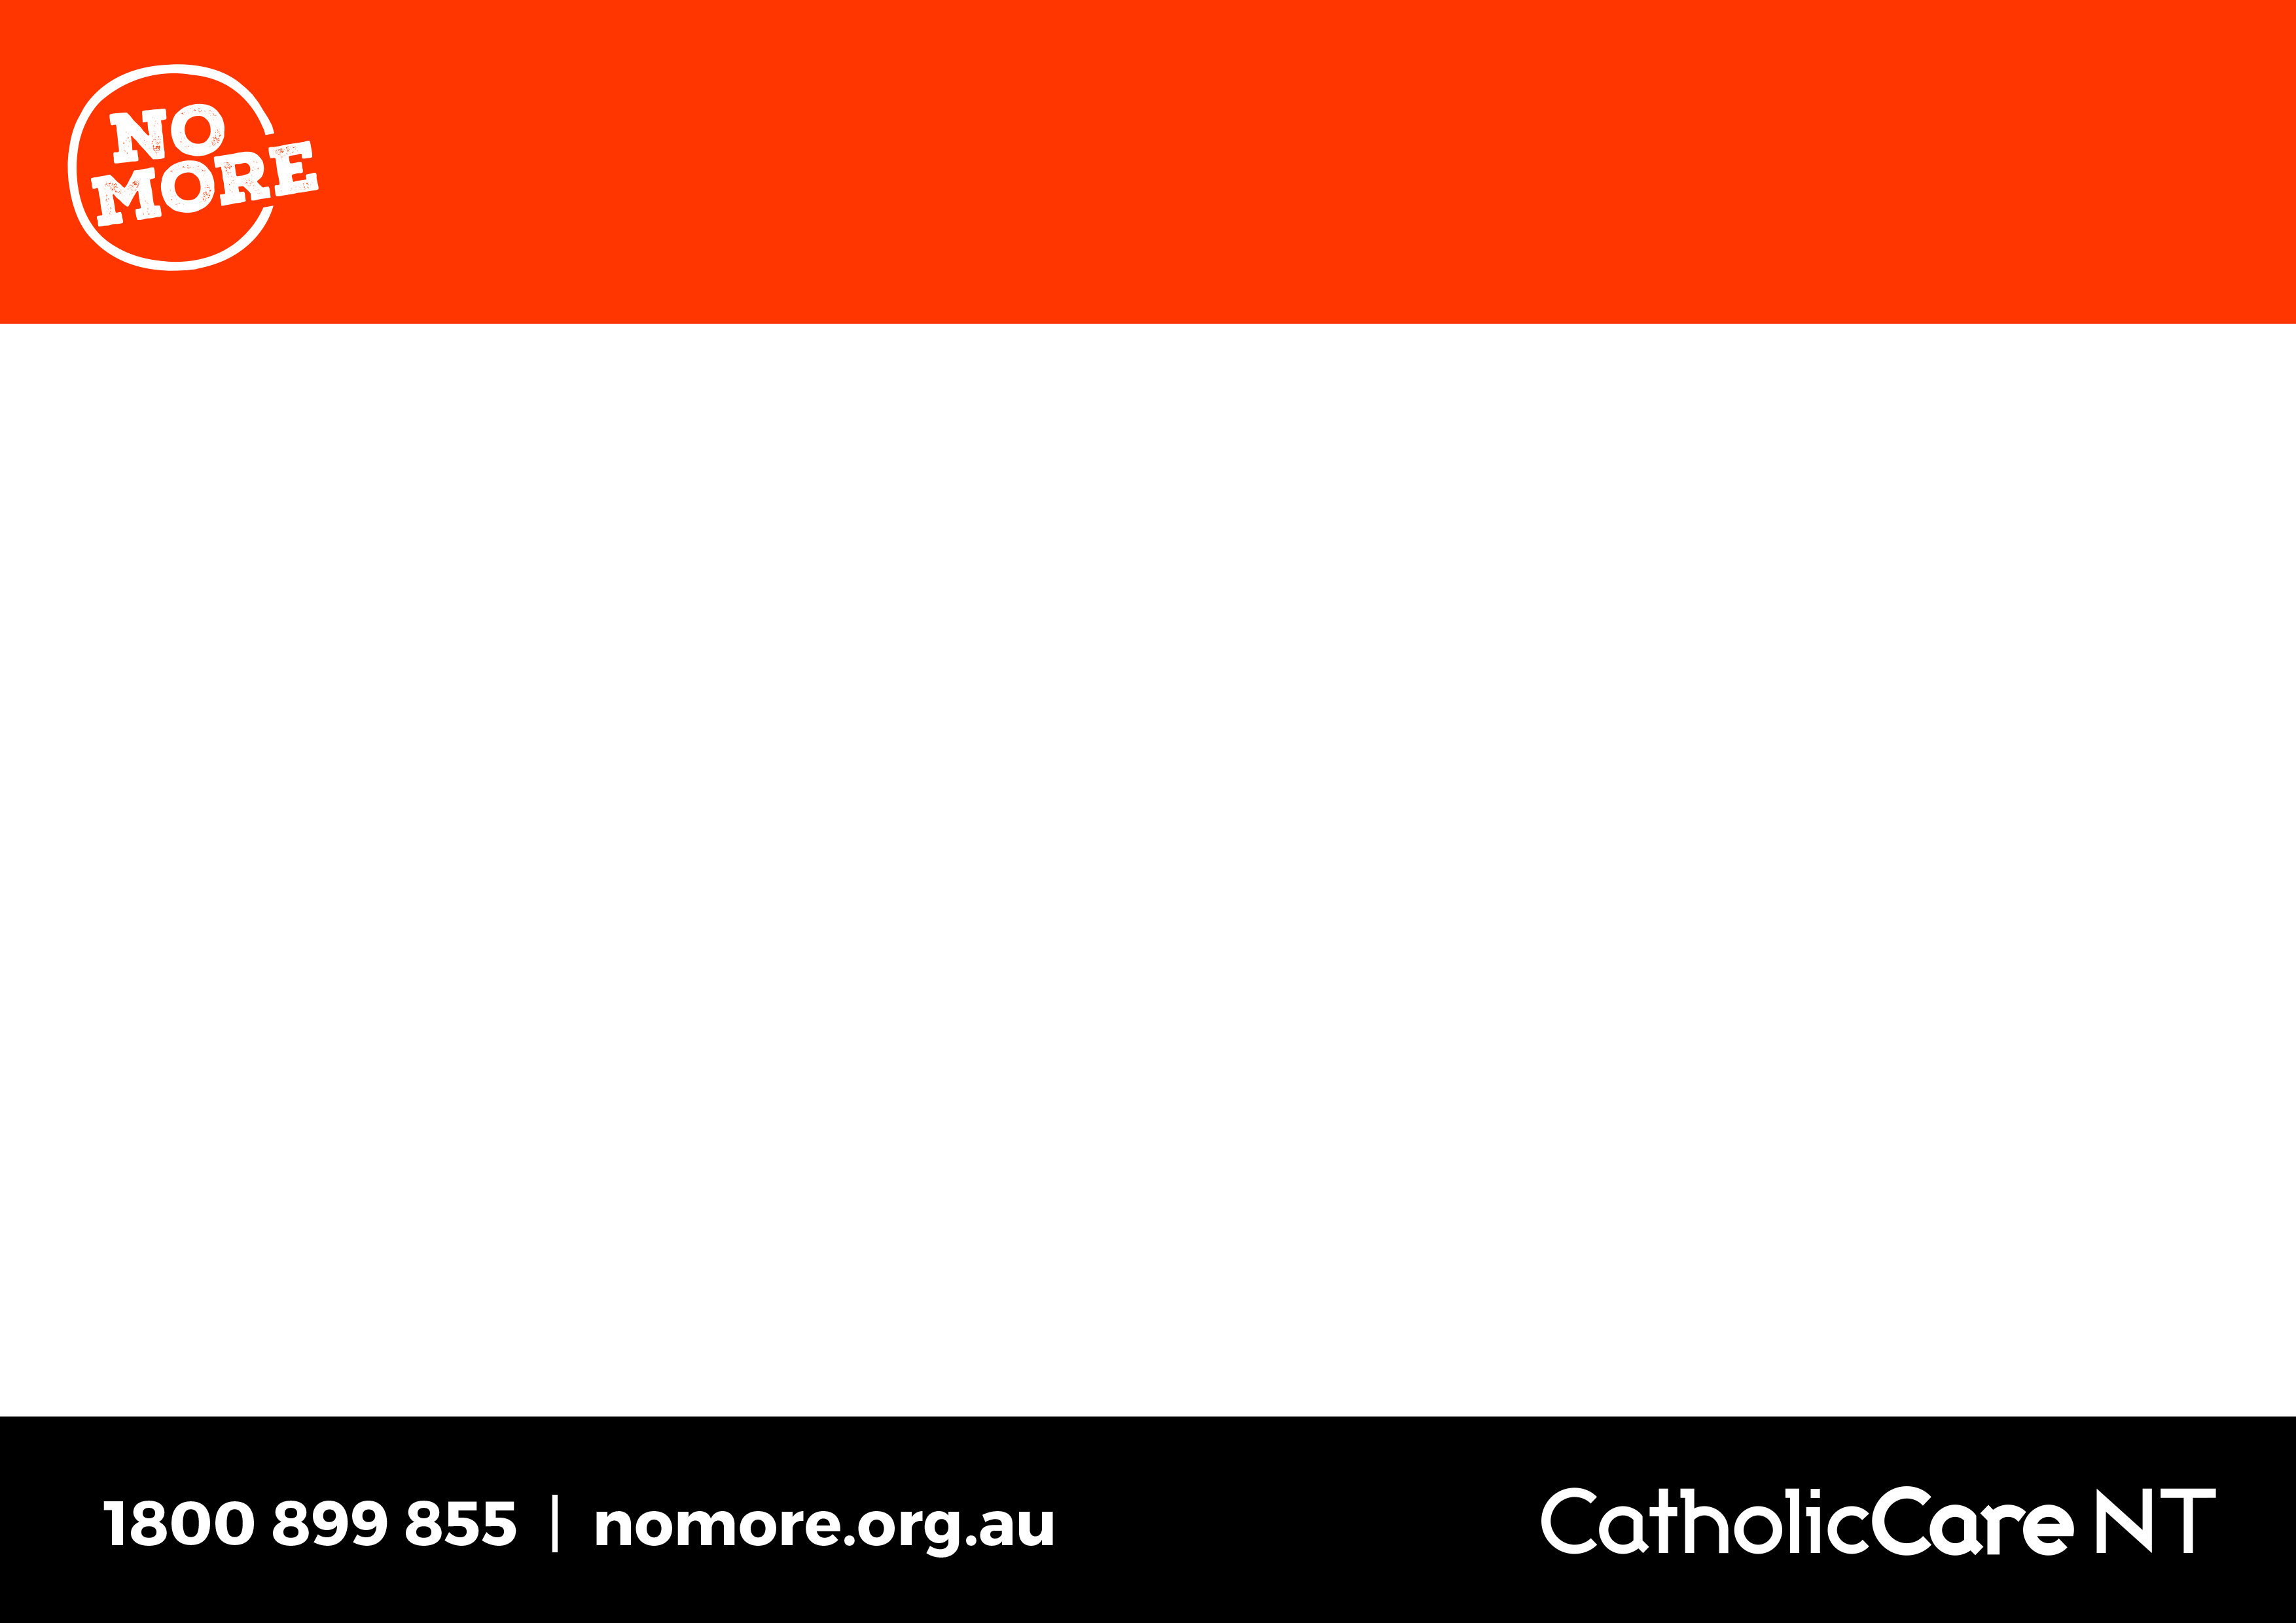 NO
MORE
1800 899 855 | nomore.org.au
CatholicCare NT